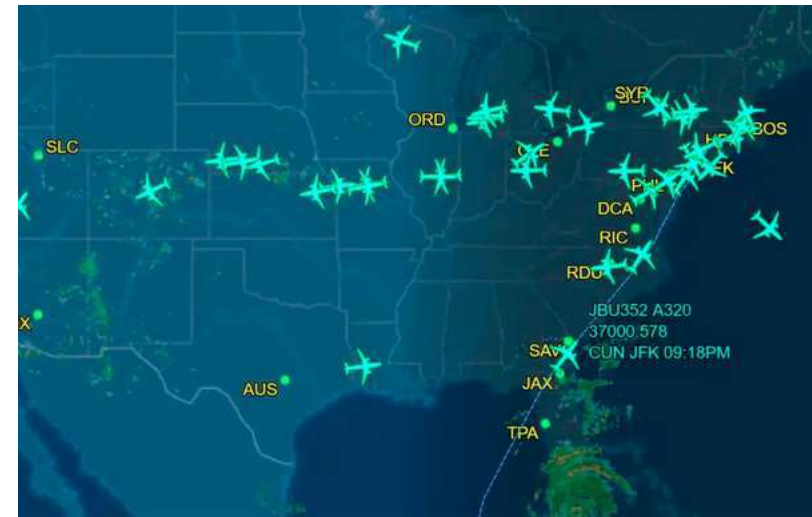 SYR
ORD
BOS
SLC
DCA
RIC
RDU
JBU352 A320
37000 578
CUN JFK 09:18PM
SAV
JAX
AUS
TPA